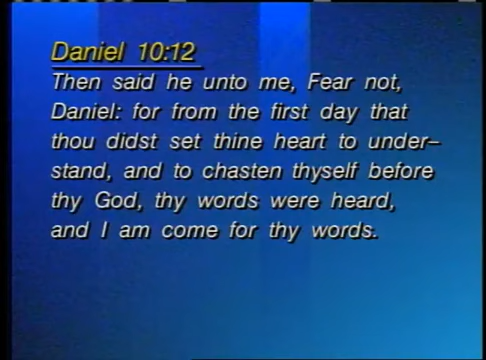 Daniel 10:12
Then said he unto me, Fear not,
Daniel: for from the first day that
thou didst set thine heart to under-
stand, and to chasten thyself before
thy God, thy words were heard,
and I am come for thy words.